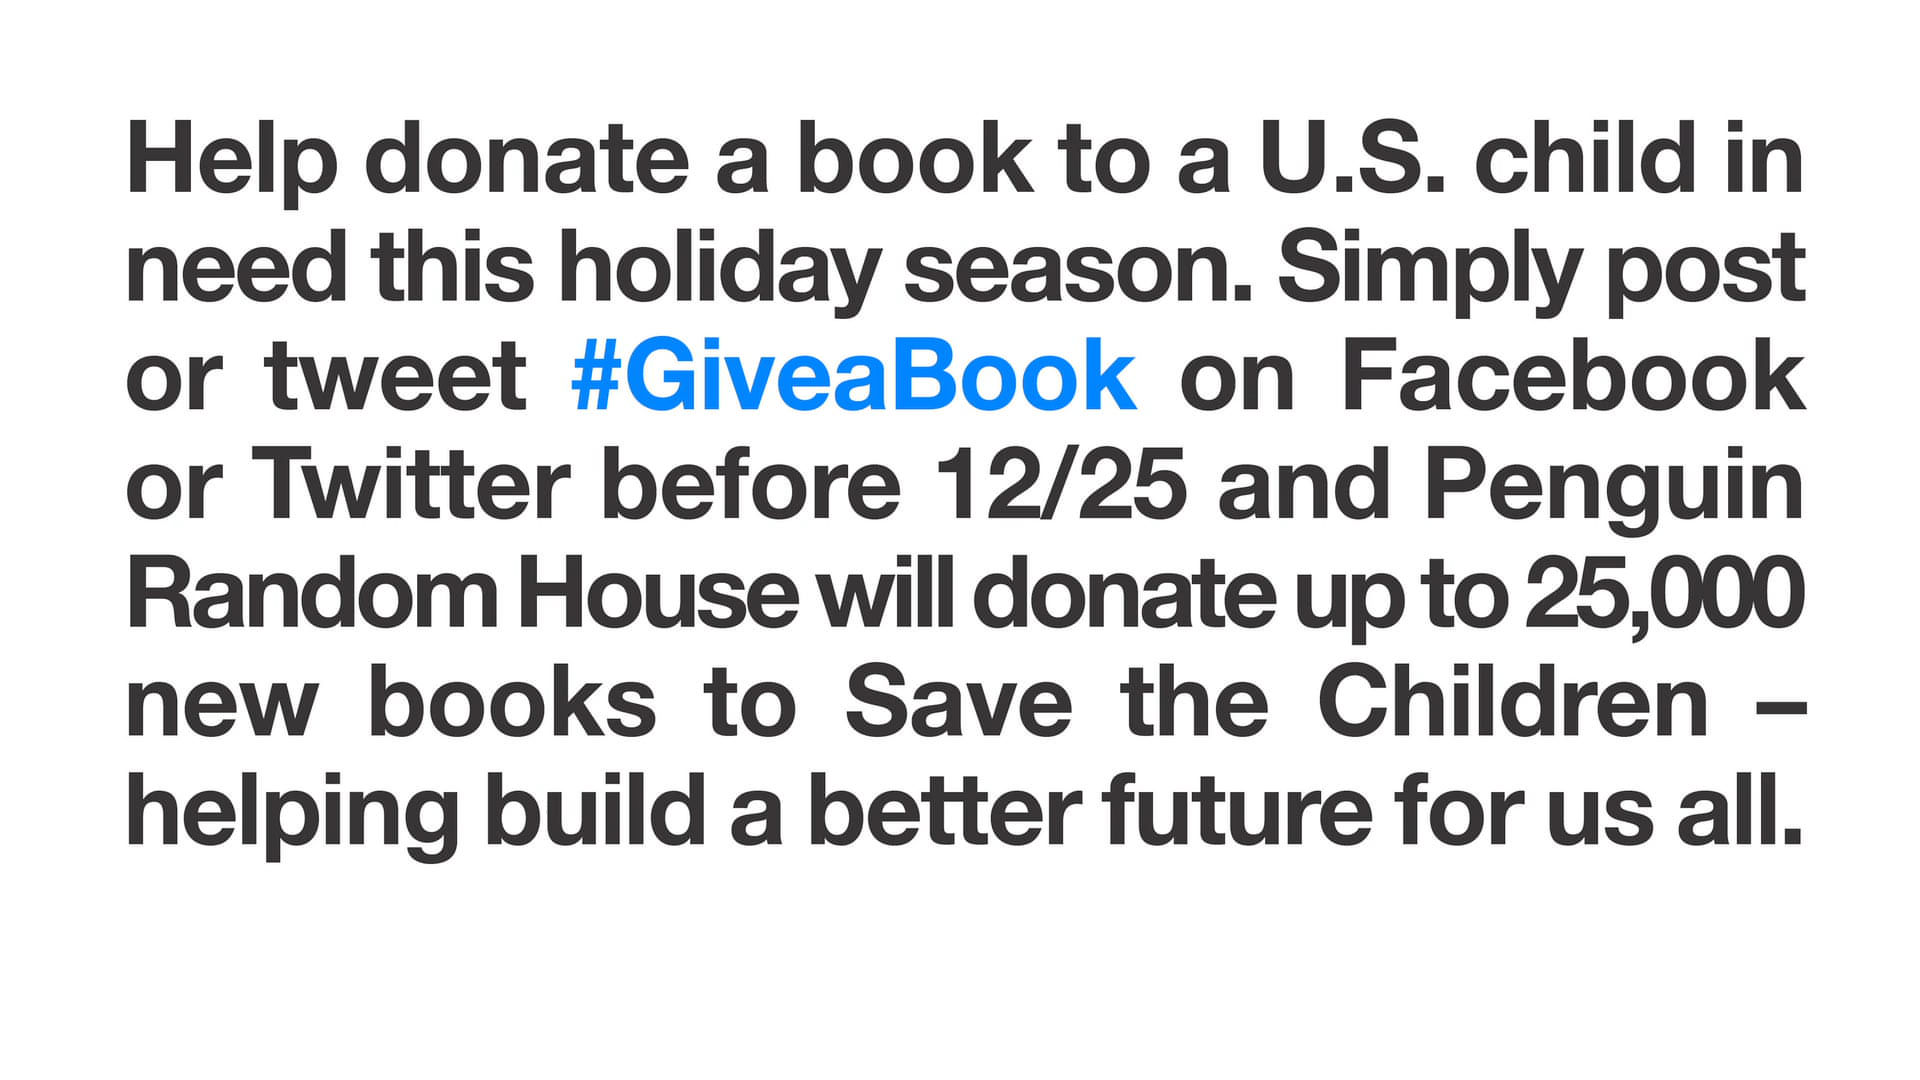 Help donate a book to a U.S. child in
need this holiday season. Simply post
or tweet #GiveaBook on Facebook
or Twitter before 12/25 and Penguin
Random House will donate up to 25,000
new books to Save the Children –
helping build a better future for us all.